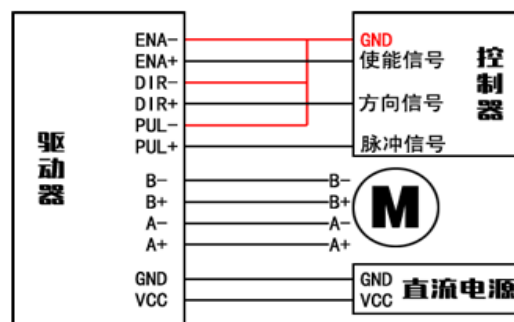 驱动器
ENA-
ENA+
DIR-
DIR+
PUL-
PUL+
B-
B+
A-
A+
GND
VCC
GND
使能信号
方向信号
脉冲信号
控制器
B-
B+
A-
A+
M
GND
VCC
直流电源